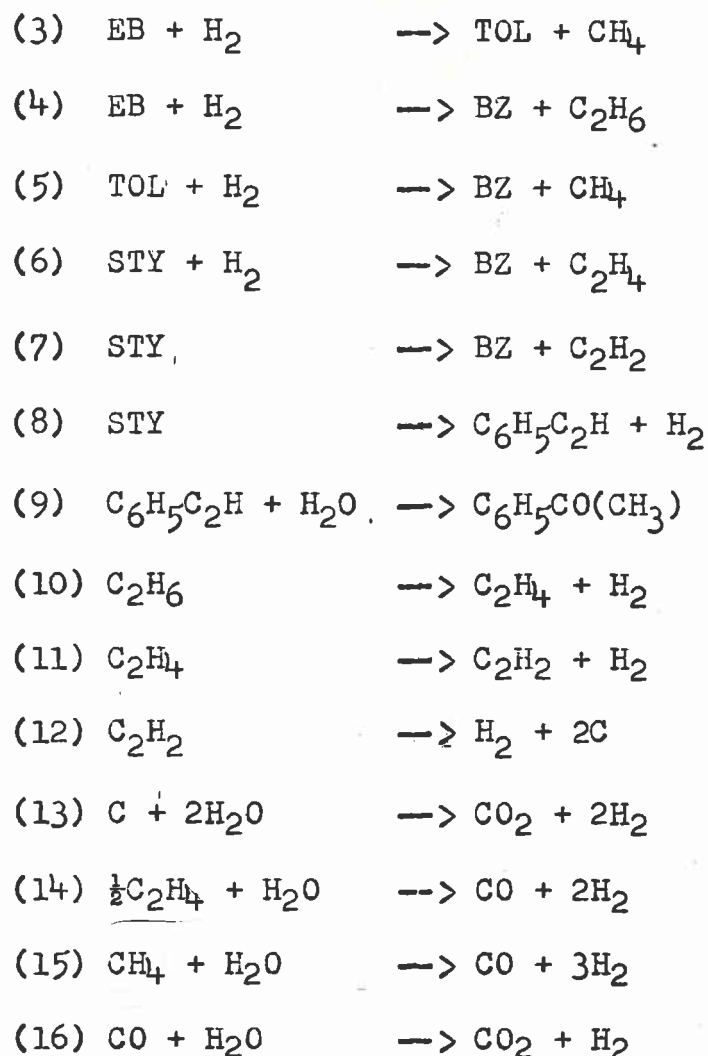 (3) EB + H2 —> TOL + CH4
(4) EB + H2 —> BZ + C2H6
(5) TOL + H2 —> BZ + CH4
(6) STY + H2 —> BZ + C2H4
(7) STY —> BZ + C2H2
(8) STY —> C6H5C2H + H2
(9) C6H5C2H + H2O —> C6H5CO(CH3)
(10) C2H6 —> C2H4 + H2
(11) C2H4 —> C2H2 + H2
(12) C2H2 —> H2 + 2C
(13) C + 2H2O —> CO2 + 2H2
(14) ½C2H4 + H2O —> CO + 2H2
(15) CH4 + H2O —> CO + 3H2
(16) CO + H2O —> CO2 + H2